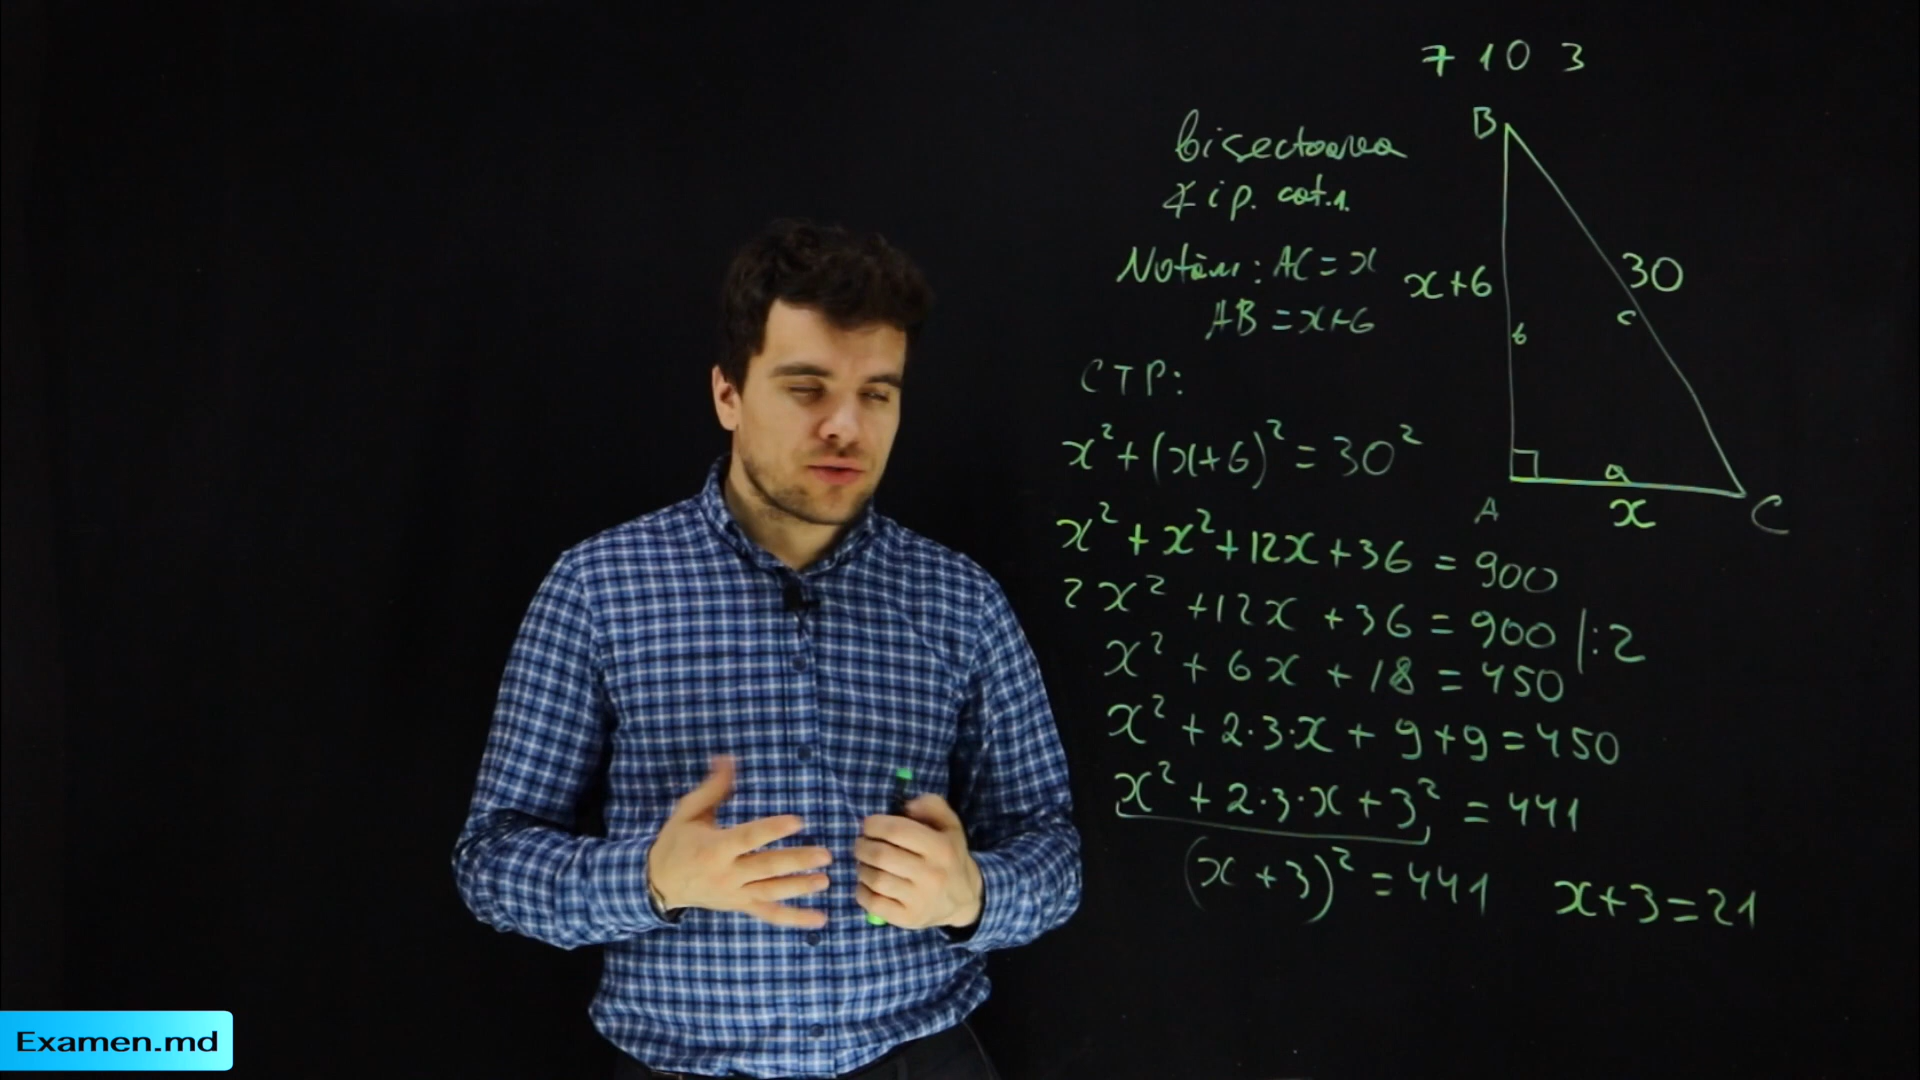 7 10 3
bisectoarea
∢ ip. cat.1.
Notăm: AC = x
AB = x+6
CTP:
x² + (x+6)² = 30²
x² + x² + 12x + 36 = 900
2x² + 12x + 36 = 900 |:2
x² + 6x + 18 = 450
x² + 2·3·x + 9 + 9 = 450
x² + 2·3·x + 3² = 441
(x+3)² = 441
x+3=21
B
x+6
30
c
b
a
A
x
C
Examen.md